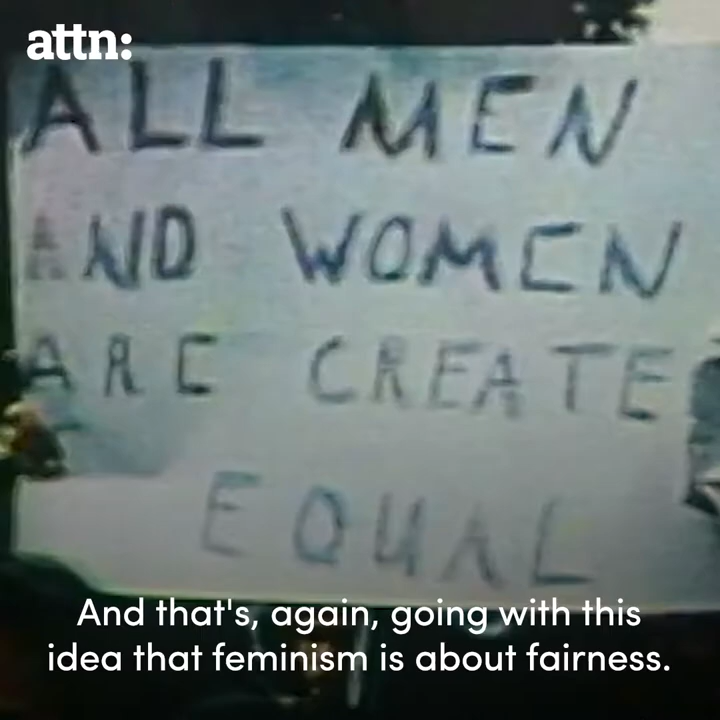 attn:
ALL MEN
AND WOMEN
ARE CREATE
EQUAL
And that's, again, going with this
idea that feminism is about fairness.